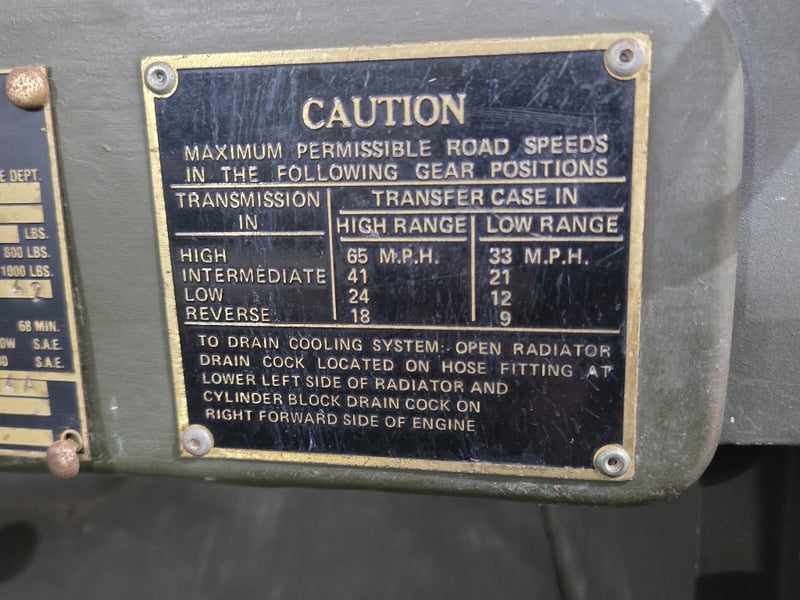 CAUTION
MAXIMUM PERMISSIBLE ROAD SPEEDS
IN THE FOLLOWING GEAR POSITIONS
TRANSMISSION IN
TRANSFER CASE IN
HIGH RANGE LOW RANGE
HIGH 65 M.P.H. 33 M.P.H.
INTERMEDIATE 41 21
LOW 24 12
REVERSE 18 9
TO DRAIN COOLING SYSTEM: OPEN RADIATOR
DRAIN COCK LOCATED ON HOSE FITTING AT
LOWER LEFT SIDE OF RADIATOR AND
CYLINDER BLOCK DRAIN COCK ON
RIGHT FORWARD SIDE OF ENGINE
DEPT.
LBS.
800 LBS.
1000 LBS.
68 MIN.
S.A.E.
S.A.E.